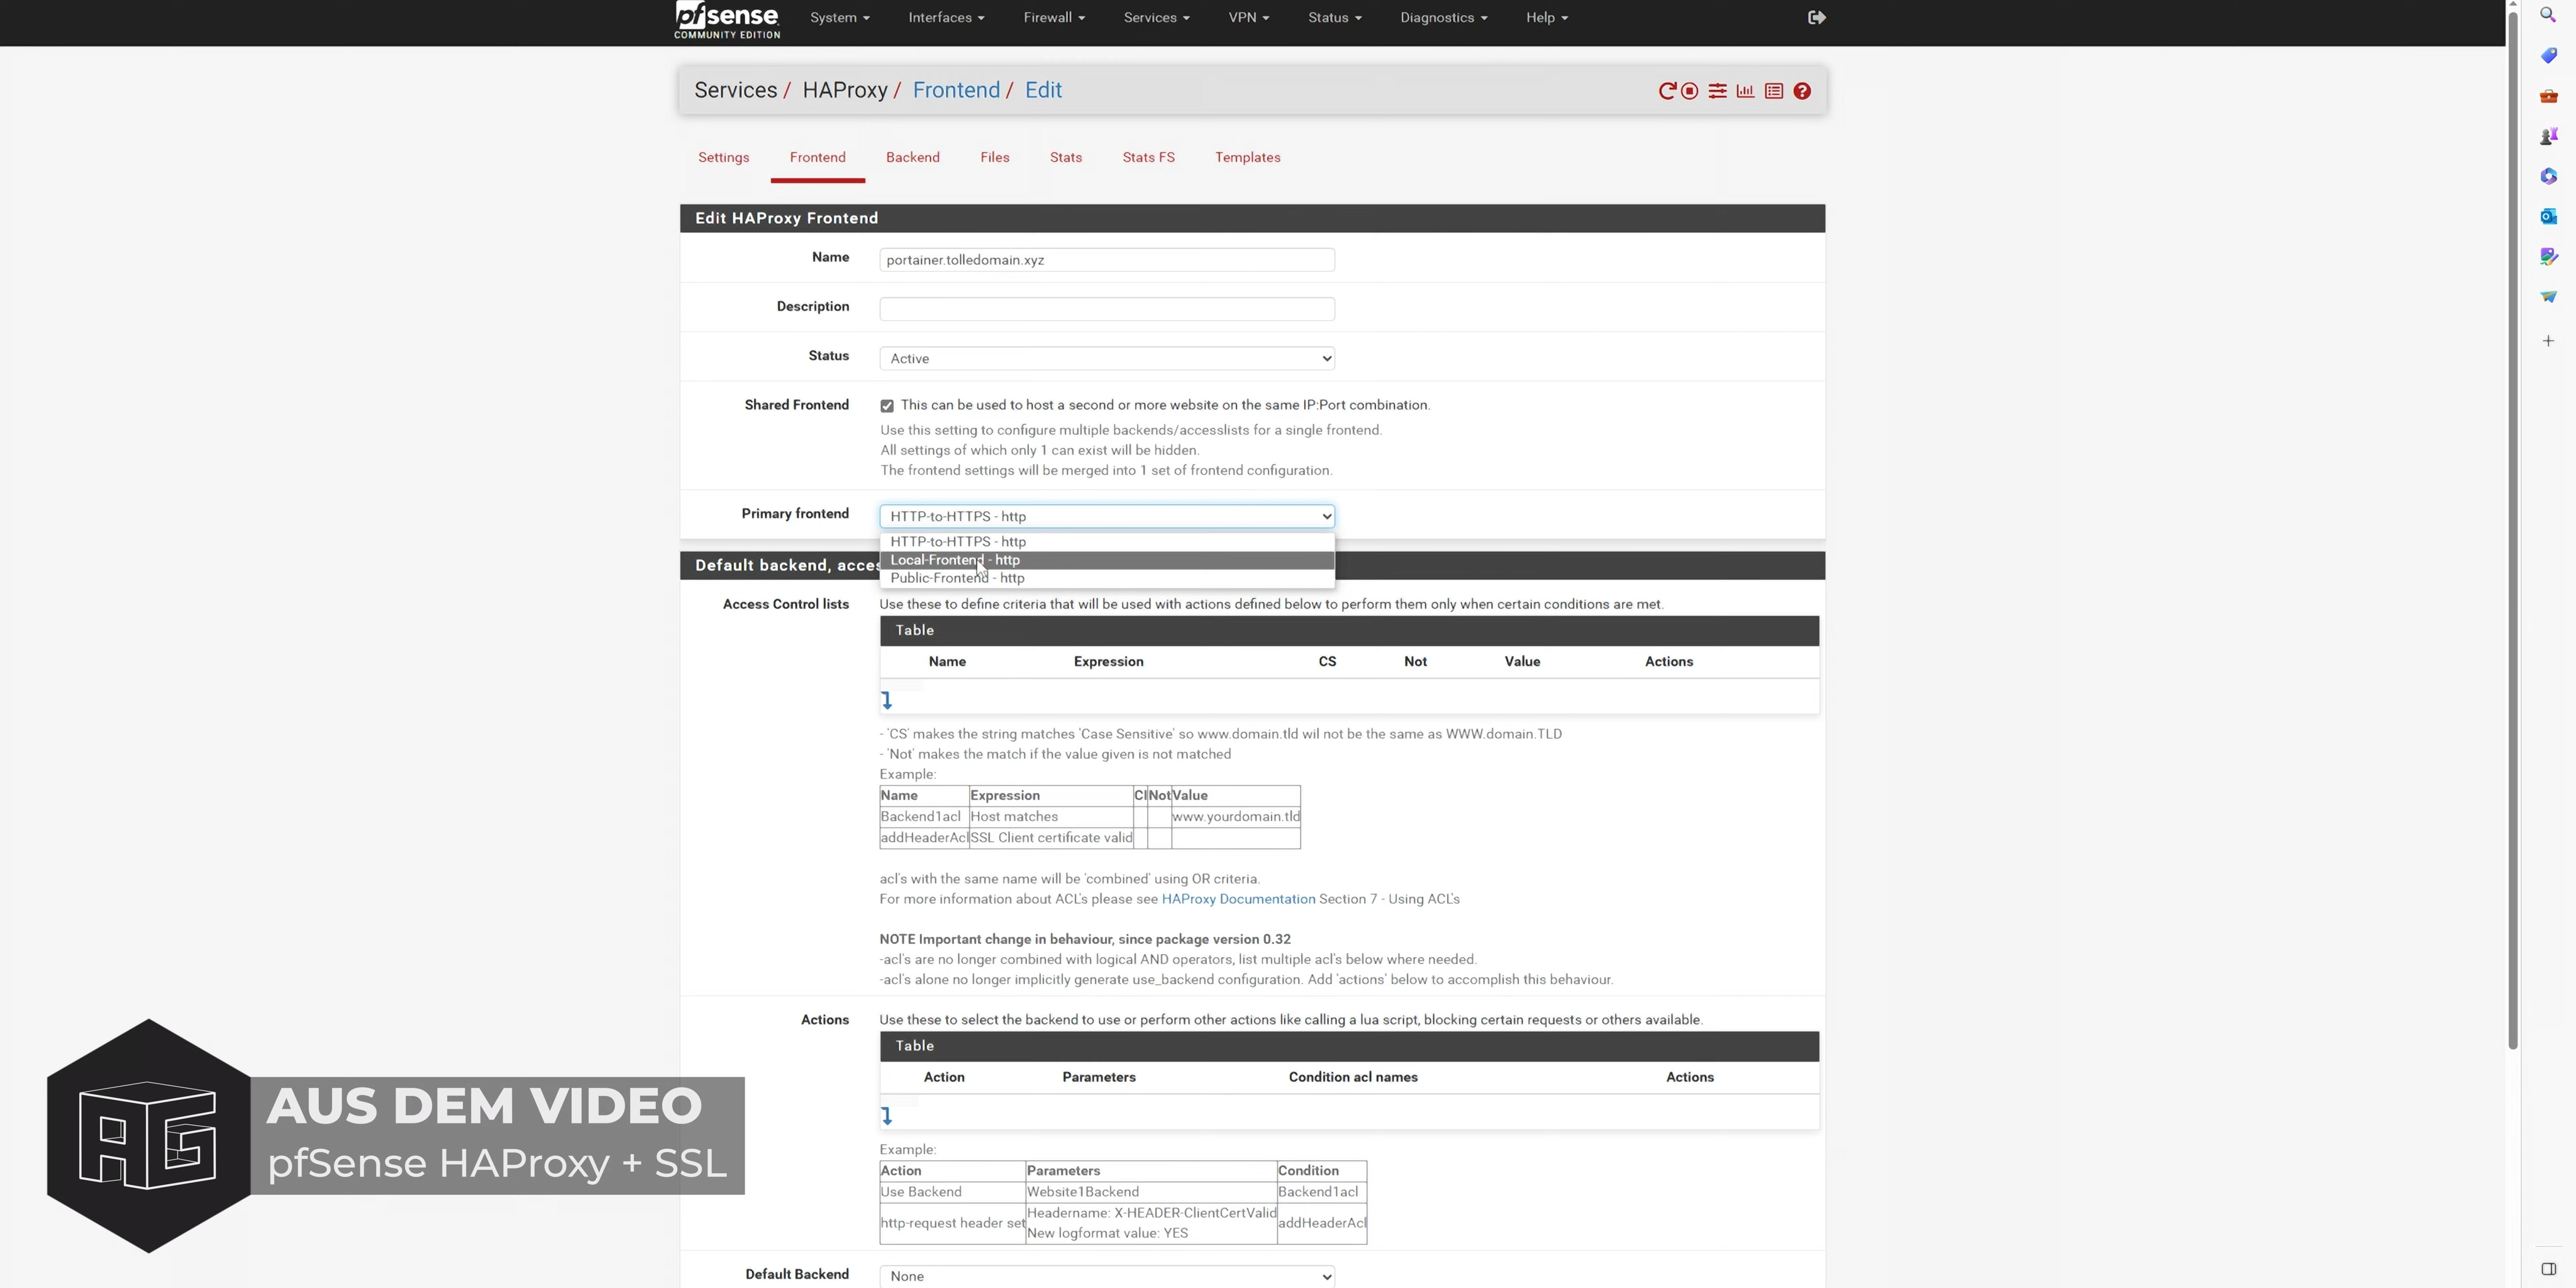 pfsense System Interfaces Firewall Services VPN Status Diagnostics Help
COMMUNITY EDITION
Services / HAProxy / Frontend / Edit
Settings Frontend Backend Files Stats Stats FS Templates
Edit HAProxy Frontend
Name portainer.tolledomain.xyz
Description
Status Active
Shared Frontend This can be used to host a second or more website on the same IP:Port combination.
Use this setting to configure multiple backends/accesslists for a single frontend.
All settings of which only 1 can exist will be hidden.
The frontend settings will be merged into 1 set of frontend configuration.
Primary frontend HTTP-to-HTTPS - http
HTTP-to-HTTPS - http
Local-Frontend - http
Public-Frontend - http
Default backend, acces
Access Control lists Use these to define criteria that will be used with actions defined below to perform them only when certain conditions are met.
Table
Name Expression CS Not Value Actions
- 'CS' makes the string matches 'Case Sensitive' so www.domain.tld wil not be the same as WWW.domain.TLD
- 'Not' makes the match if the value given is not matched
Example:
Name Expression CI Not Value
Backend1acl Host matches www.yourdomain.tld
addHeaderAcl SSL Client certificate valid
acl's with the same name will be 'combined' using OR criteria.
For more information about ACL's please see HAProxy Documentation Section 7 - Using ACL's
NOTE Important change in behaviour, since package version 0.32
-acl's are no longer combined with logical AND operators, list multiple acl's below where needed.
-acl's alone no longer implicitly generate use_backend configuration. Add 'actions' below to accomplish this behaviour.
Actions Use these to select the backend to use or perform other actions like calling a lua script, blocking certain requests or others available.
Table
Action Parameters Condition acl names Actions
Example:
Action Parameters Condition
Use Backend Website1Backend Backend1acl
http-request header set Headername: X-HEADER-ClientCertValid addHeaderAcl
New logformat value: YES
Default Backend None
AG
AUS DEM VIDEO
pfSense HAProxy + SSL